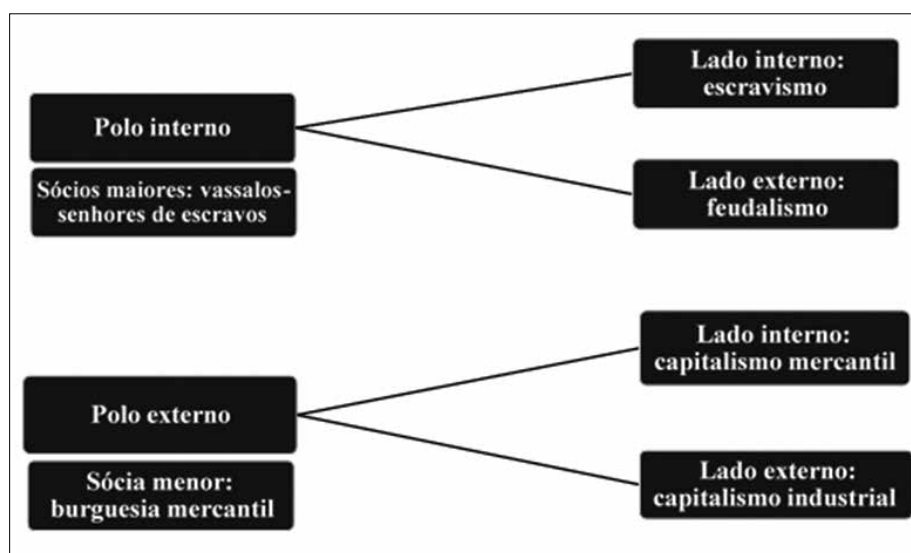 Polo interno
Sócios maiores: vassalos-
senhores de escravos
Lado interno:
escravismo
Lado externo:
feudalismo
Polo externo
Sócia menor:
burguesia mercantil
Lado interno:
capitalismo mercantil
Lado externo:
capitalismo industrial